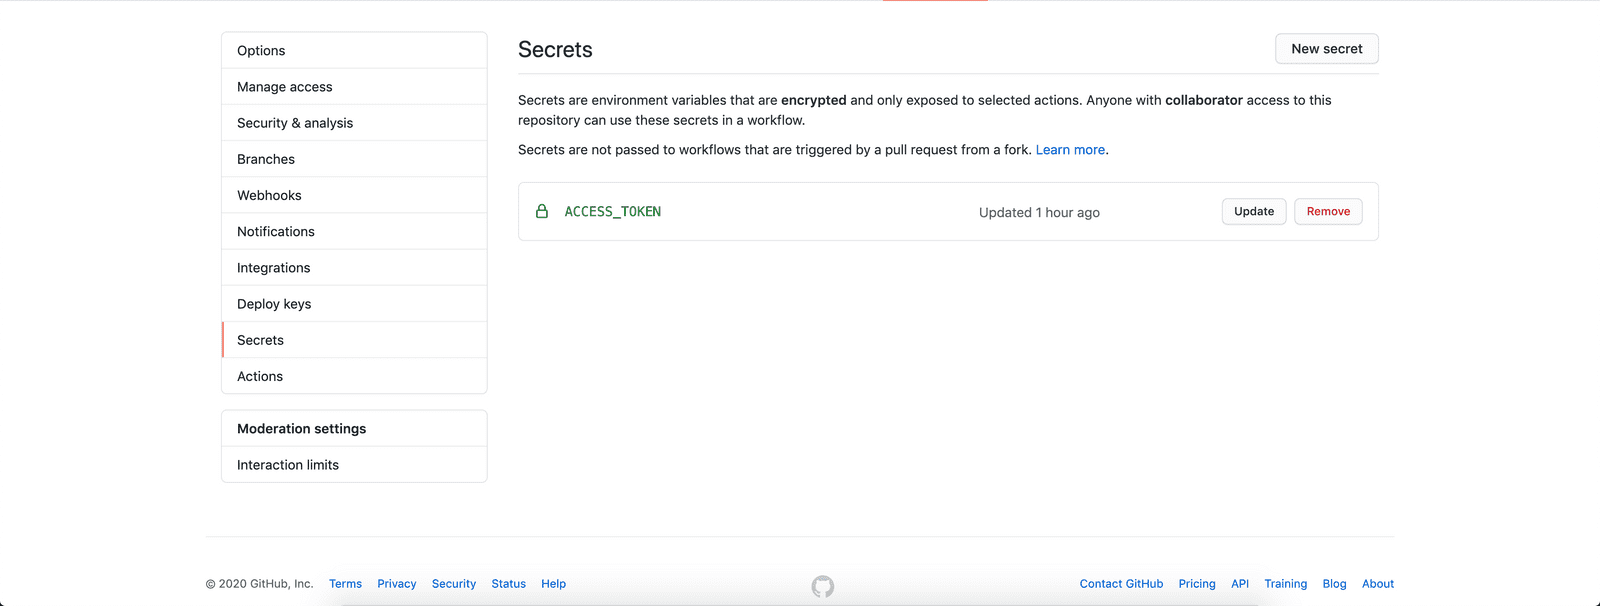 Options
Manage access
Security & analysis
Branches
Webhooks
Notifications
Integrations
Deploy keys
Secrets
Actions
Moderation settings
Interaction limits
Secrets
New secret
Secrets are environment variables that are encrypted and only exposed to selected actions. Anyone with collaborator access to this
repository can use these secrets in a workflow.
Secrets are not passed to workflows that are triggered by a pull request from a fork. Learn more.
ACCESS_TOKEN Updated 1 hour ago Update Remove
© 2020 GitHub, Inc. Terms Privacy Security Status Help Contact GitHub Pricing API Training Blog About